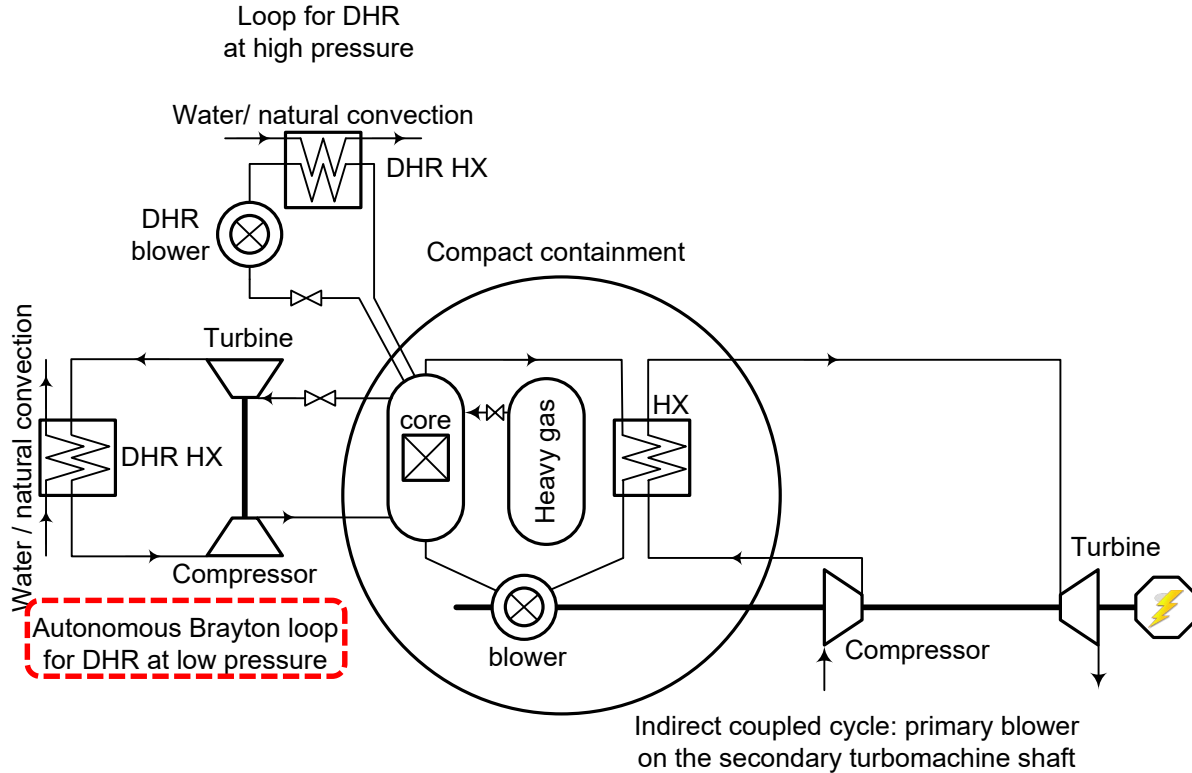 Loop for DHR
at high pressure
Water/ natural convection
DHR HX
DHR
blower
Compact containment
Water / natural convection
Turbine
DHR HX
Compressor
core
Heavy gas
HX
blower
Turbine
Compressor
Autonomous Brayton loop
for DHR at low pressure
Indirect coupled cycle: primary blower
on the secondary turbomachine shaft